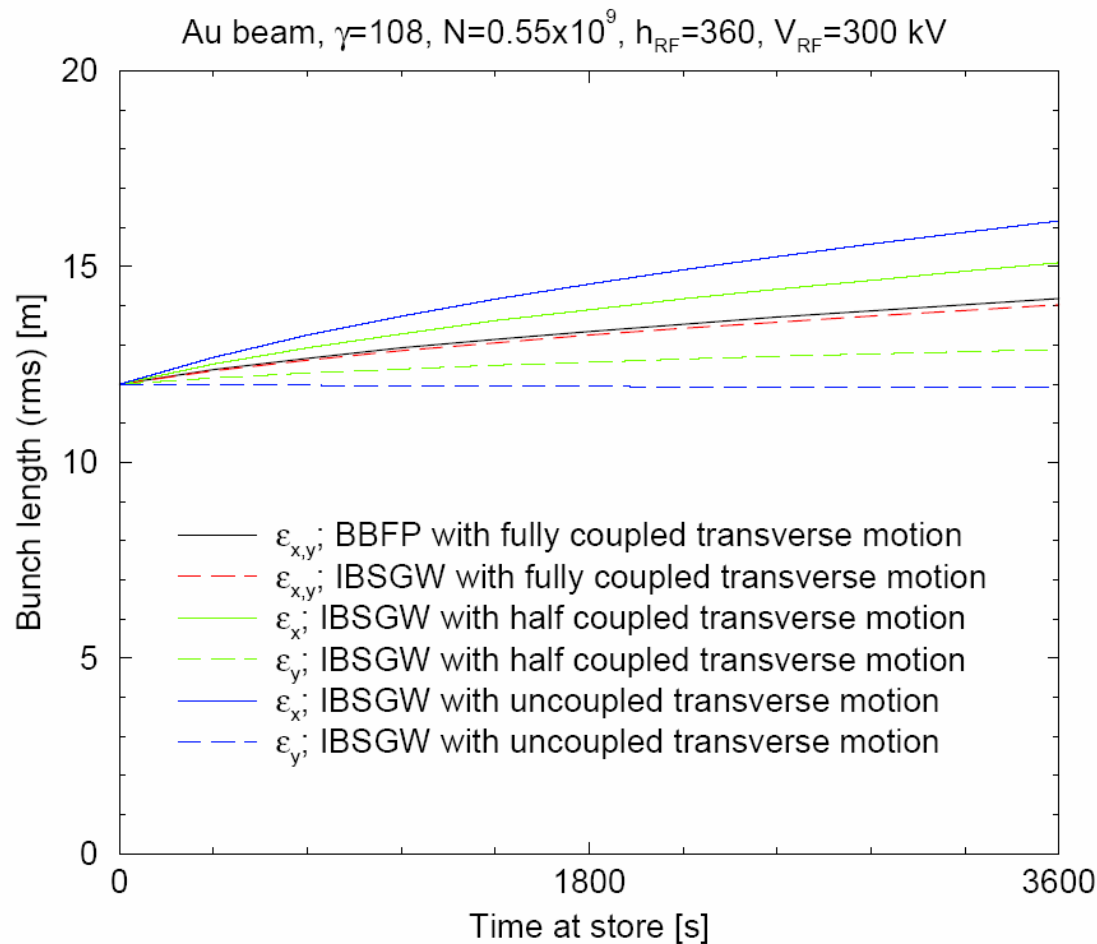 Au beam, γ=108, N=0.55x10⁹, h_RF=360, V_RF=300 kV
20
15
10
5
0
Bunch length (rms) [m]
ε_x,y; BBFP with fully coupled transverse motion
ε_x,y; IBSGW with fully coupled transverse motion
ε_x; IBSGW with half coupled transverse motion
ε_y; IBSGW with half coupled transverse motion
ε_x; IBSGW with uncoupled transverse motion
ε_y; IBSGW with uncoupled transverse motion
0 1800 3600
Time at store [s]